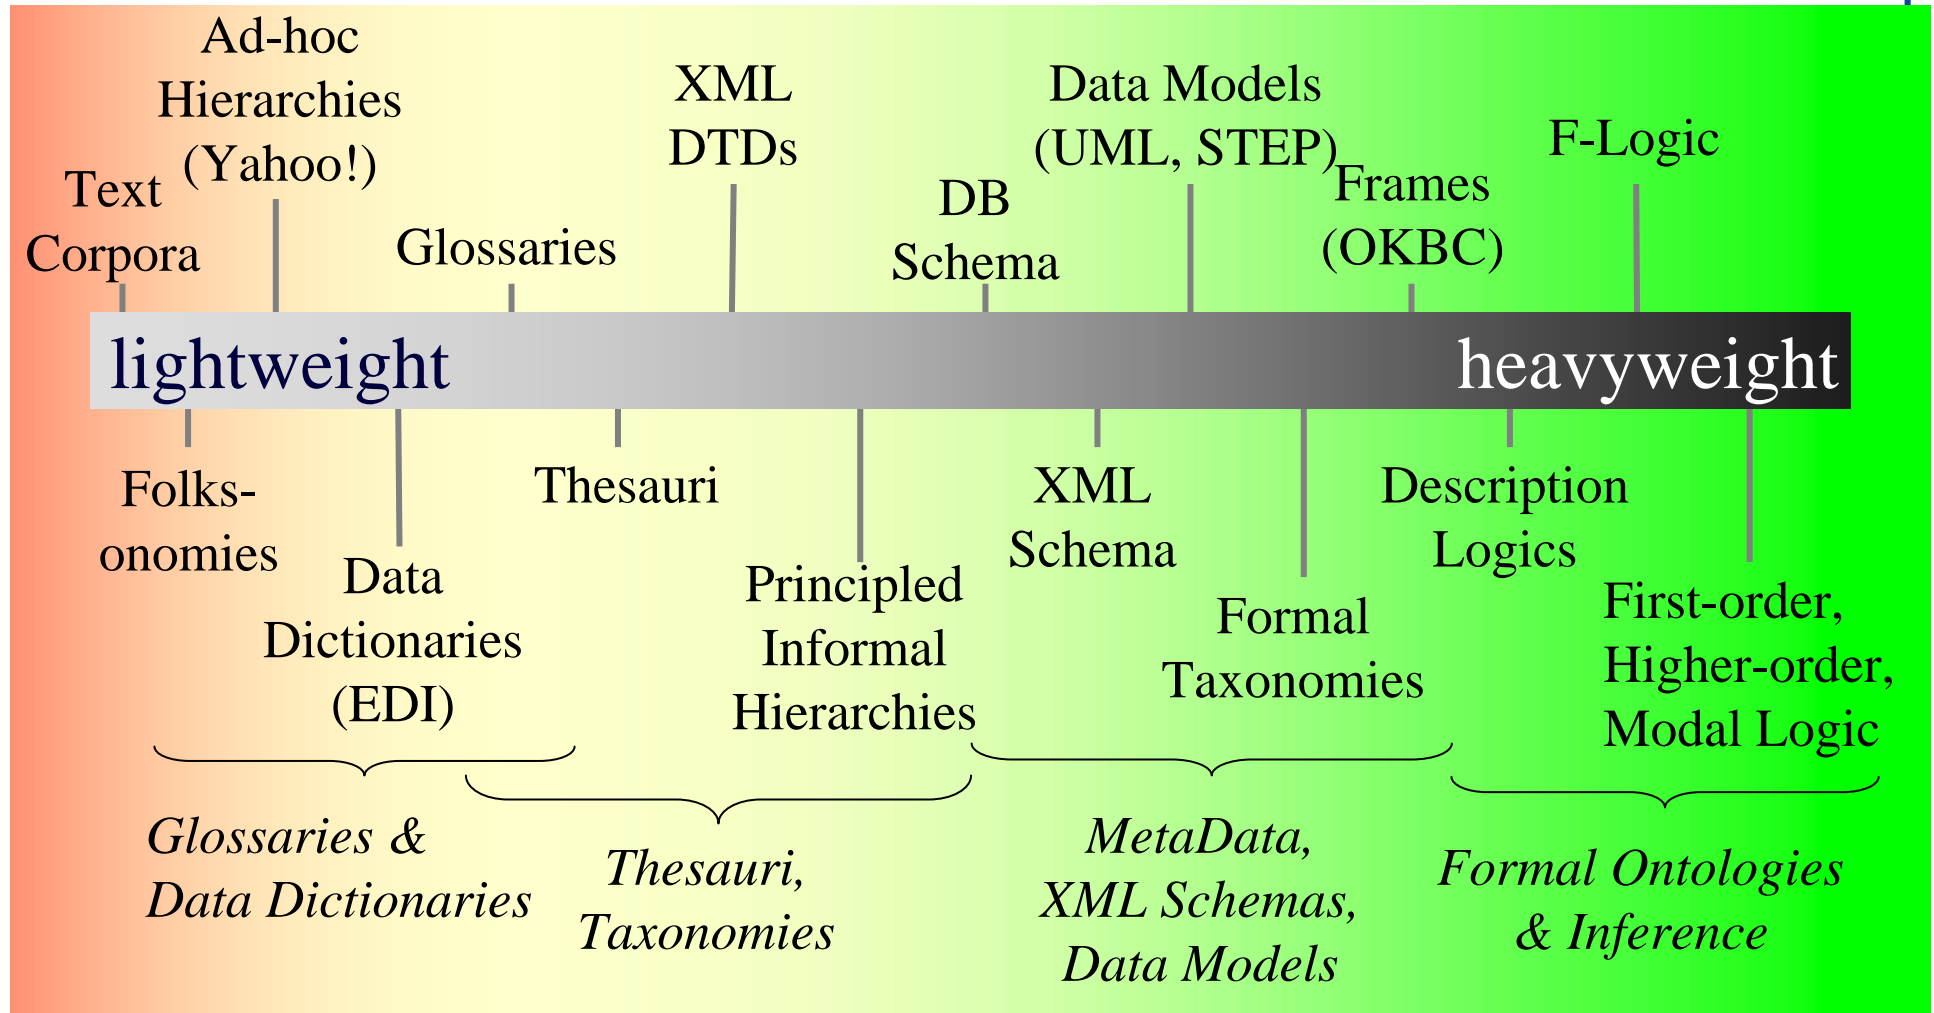 Ad-hoc
Hierarchies
(Yahoo!)
Text
Corpora
Glossaries
XML
DTDs
DB
Schema
Data Models
(UML, STEP)
Frames
(OKBC)
F-Logic
lightweight
heavyweight
Folks-
onomies
Data
Dictionaries
(EDI)
Thesauri
Principled
Informal
Hierarchies
XML
Schema
Formal
Taxonomies
Description
Logics
First-order,
Higher-order,
Modal Logic
Glossaries &
Data Dictionaries
Thesauri,
Taxonomies
MetaData,
XML Schemas,
Data Models
Formal Ontologies
& Inference